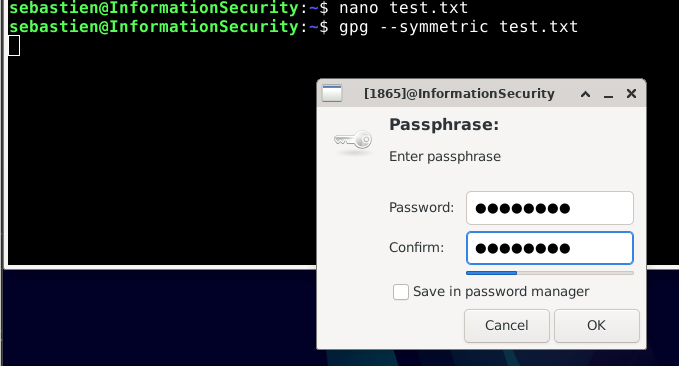 sebastien@InformationSecurity:~$ nano test.txt
sebastien@InformationSecurity:~$ gpg --symmetric test.txt
[1865]@InformationSecurity
Passphrase:
Enter passphrase
Password: ●●●●●●●●
Confirm: ●●●●●●●●
Save in password manager
Cancel OK